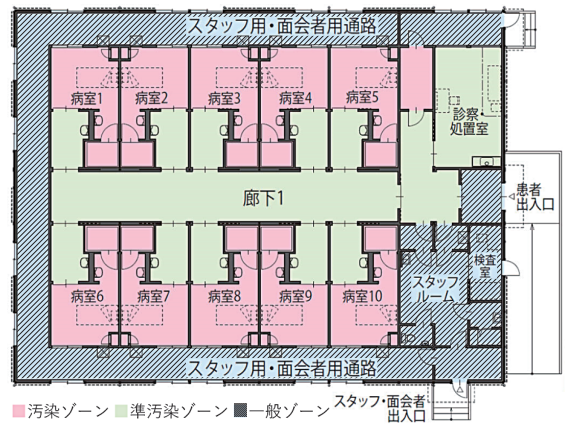 スタッフ用・面会者用通路
病室1
病室2
病室3
病室4
病室5
診察・
処置室
廊下1
患者
出入口
検査
室
スタッフ
ルーム
病室6
病室7
病室8
病室9
病室10
スタッフ用・面会者用通路
スタッフ・面会者
出入口
汚染ゾーン
準汚染ゾーン
一般ゾーン